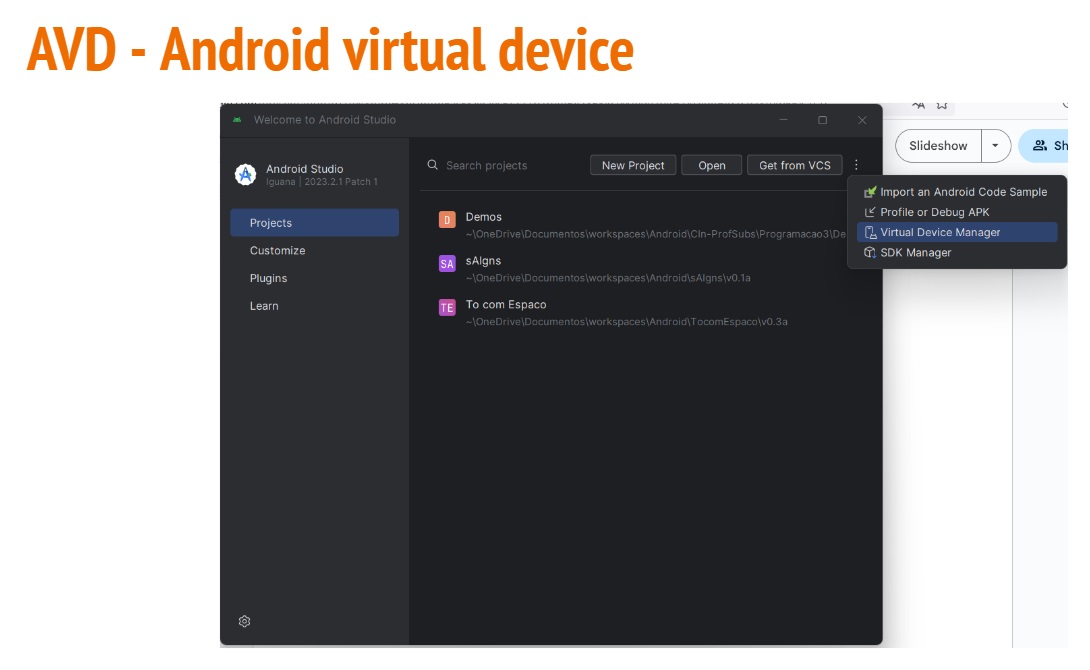 AVD - Android virtual device
Welcome to Android Studio
Slideshow
Sh
Android Studio
Iguana | 2023.2.1 Patch 1
Search projects
New Project
Open
Get from VCS
Import an Android Code Sample
Profile or Debug APK
Virtual Device Manager
SDK Manager
Projects
Customize
Plugins
Learn
D
Demos
~\OneDrive\Documentos\workspaces\Android\CIn-ProfSubs\Programacao3\De
SA
sAIgns
~\OneDrive\Documentos\workspaces\Android\sAIgns\v0.1a
TE
To com Espaco
~\OneDrive\Documentos\workspaces\Android\TocomEspaco\v0.3a